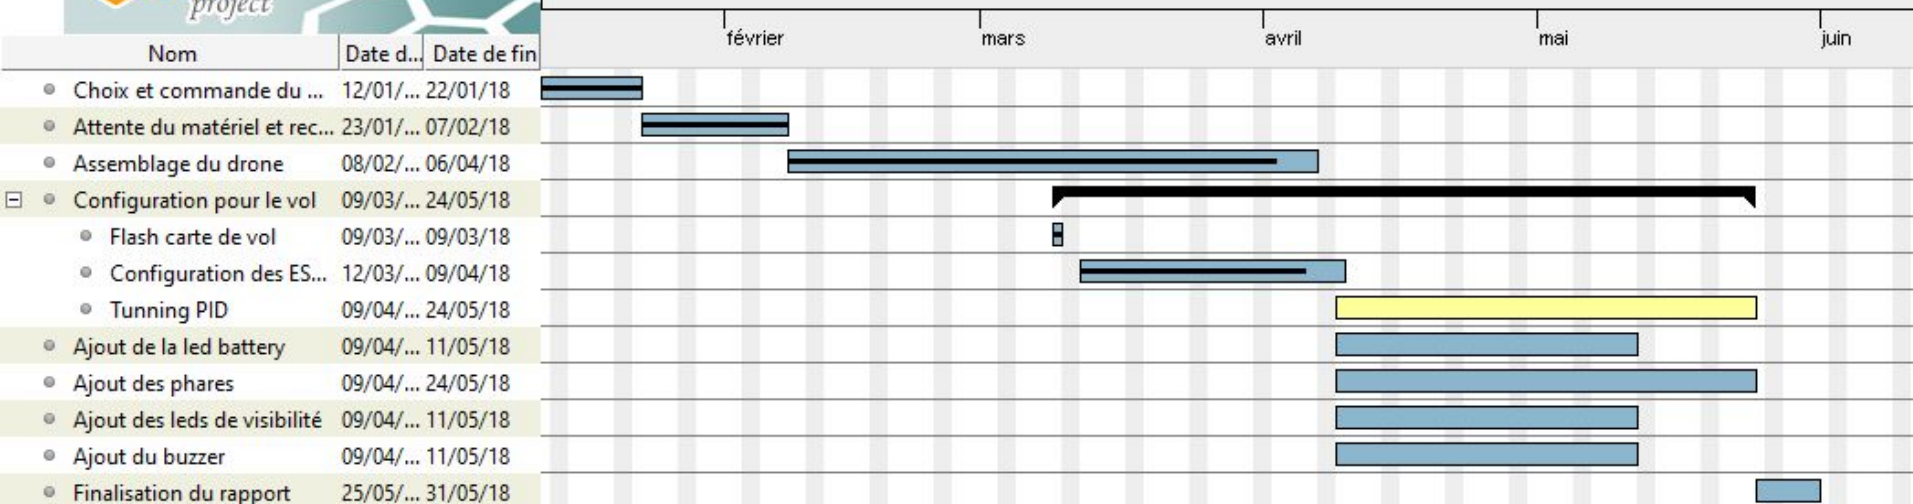 project
février mars avril mai juin
Nom Date d... Date de fin
Choix et commande du ... 12/01/... 22/01/18
Attente du matériel et rec... 23/01/... 07/02/18
Assemblage du drone 08/02/... 06/04/18
Configuration pour le vol 09/03/... 24/05/18
Flash carte de vol 09/03/... 09/03/18
Configuration des ES... 12/03/... 09/04/18
Tunning PID 09/04/... 24/05/18
Ajout de la led battery 09/04/... 11/05/18
Ajout des phares 09/04/... 24/05/18
Ajout des leds de visibilité 09/04/... 11/05/18
Ajout du buzzer 09/04/... 11/05/18
Finalisation du rapport 25/05/... 31/05/18